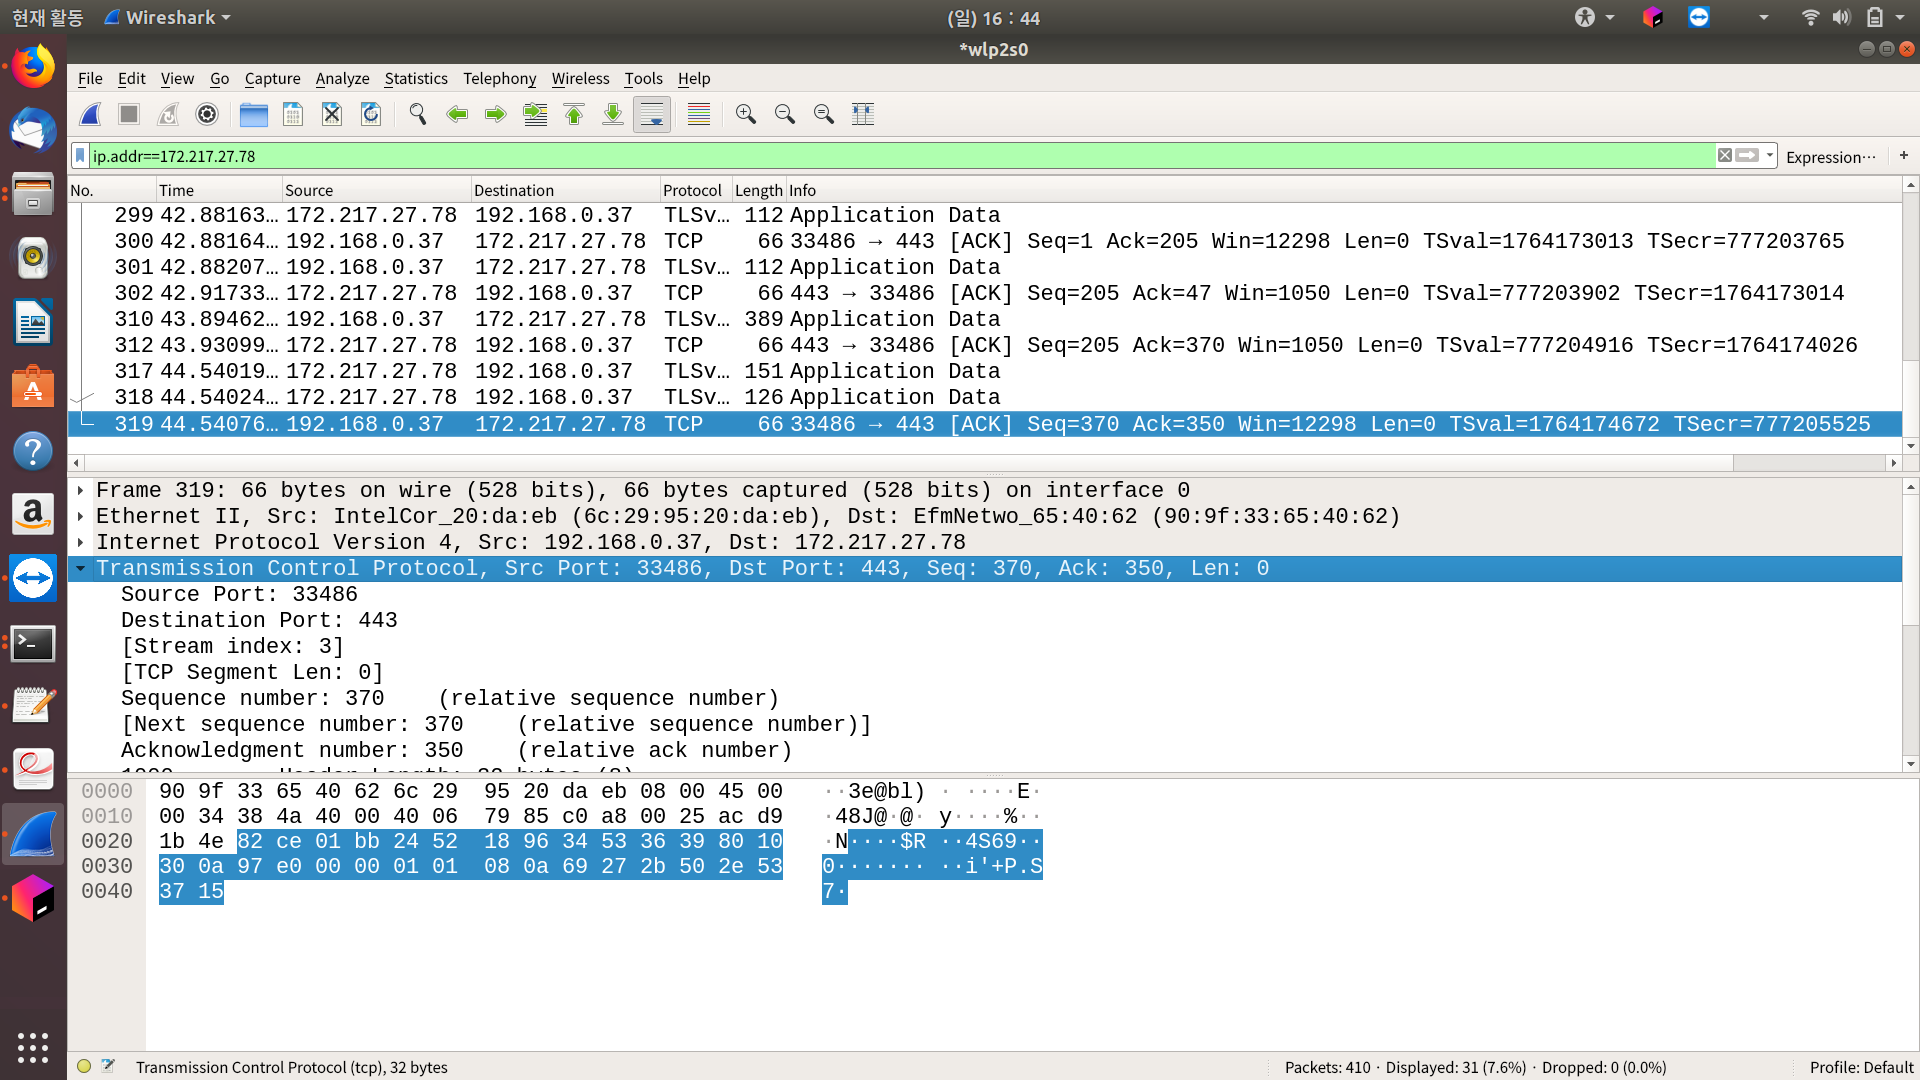 현재 활동 Wireshark (일) 16：44
*wlp2s0
File Edit View Go Capture Analyze Statistics Telephony Wireless Tools Help
ip.addr==172.217.27.78 Expression… +
No. Time Source Destination Protocol Length Info
299 42.88163… 172.217.27.78 192.168.0.37 TLSv… 112 Application Data
300 42.88164… 192.168.0.37 172.217.27.78 TCP 66 33486 → 443 [ACK] Seq=1 Ack=205 Win=12298 Len=0 TSval=1764173013 TSecr=777203765
301 42.88207… 192.168.0.37 172.217.27.78 TLSv… 112 Application Data
302 42.91733… 172.217.27.78 192.168.0.37 TCP 66 443 → 33486 [ACK] Seq=205 Ack=47 Win=1050 Len=0 TSval=777203902 TSecr=1764173014
310 43.89462… 192.168.0.37 172.217.27.78 TLSv… 389 Application Data
312 43.93099… 172.217.27.78 192.168.0.37 TCP 66 443 → 33486 [ACK] Seq=205 Ack=370 Win=1050 Len=0 TSval=777204916 TSecr=1764174026
317 44.54019… 172.217.27.78 192.168.0.37 TLSv… 151 Application Data
318 44.54024… 172.217.27.78 192.168.0.37 TLSv… 126 Application Data
319 44.54076… 192.168.0.37 172.217.27.78 TCP 66 33486 → 443 [ACK] Seq=370 Ack=350 Win=12298 Len=0 TSval=1764174672 TSecr=777205525
Frame 319: 66 bytes on wire (528 bits), 66 bytes captured (528 bits) on interface 0
Ethernet II, Src: IntelCor_20:da:eb (6c:29:95:20:da:eb), Dst: EfmNetwo_65:40:62 (90:9f:33:65:40:62)
Internet Protocol Version 4, Src: 192.168.0.37, Dst: 172.217.27.78
Transmission Control Protocol, Src Port: 33486, Dst Port: 443, Seq: 370, Ack: 350, Len: 0
Source Port: 33486
Destination Port: 443
[Stream index: 3]
[TCP Segment Len: 0]
Sequence number: 370 (relative sequence number)
[Next sequence number: 370 (relative sequence number)]
Acknowledgment number: 350 (relative ack number)
0000 90 9f 33 65 40 62 6c 29 95 20 da eb 08 00 45 00 ··3e@bl) · ····E·
0010 00 34 38 4a 40 00 40 06 79 85 c0 a8 00 25 ac d9 ·48J@·@· y····%··
0020 1b 4e 82 ce 01 bb 24 52 18 96 34 53 36 39 80 10 ·N····$R ··4S69··
0030 30 0a 97 e0 00 00 01 01 08 0a 69 27 2b 50 2e 53 0······· ··i'+P.S
0040 37 15 7·
Transmission Control Protocol (tcp), 32 bytes Packets: 410 · Displayed: 31 (7.6%) · Dropped: 0 (0.0%) Profile: Default